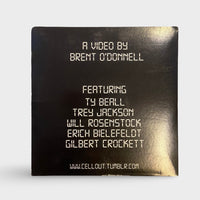 A VIDEO BY
BRENT O'DONNELL
FEATURING
TY BEALL
TREY JACKSON
WILL ROSENSTOCK
ERICH BIELEFELDT
GILBERT CROCKETT
WWW.CELLOUT.TUMBLR.COM